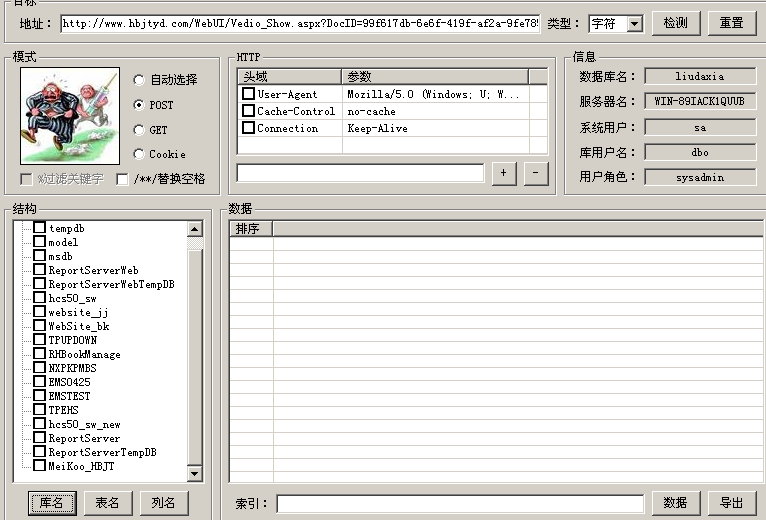 目标
地址: http://www.hbjtyd.com/WebUI/Vedio_Show.aspx?DocID=99f617db-6e6f-419f-af2a-9fe785 类型: 字符 检测 重置
模式
自动选择
POST
GET
Cookie
%过滤关键字 /**/替换空格
HTTP
头域 参数
User-Agent Mozilla/5.0 (Windows; U; W...
Cache-Control no-cache
Connection Keep-Alive
+ -
信息
数据库名: liudaxia
服务器名: WIN-89IACK1QUUB
系统用户: sa
库用户名: dbo
用户角色: sysadmin
结构
tempdb
model
msdb
ReportServerWeb
ReportServerWebTempDB
hcs50_sw
website_jj
WebSite_bk
TPUPDOWN
RHBookManage
NXPKPMBS
EMS0425
EMSTEST
TPEHS
hcs50_sw_new
ReportServer
ReportServerTempDB
MeiKoo_HBJT
库名 表名 列名
数据
排序
索引: 数据 导出